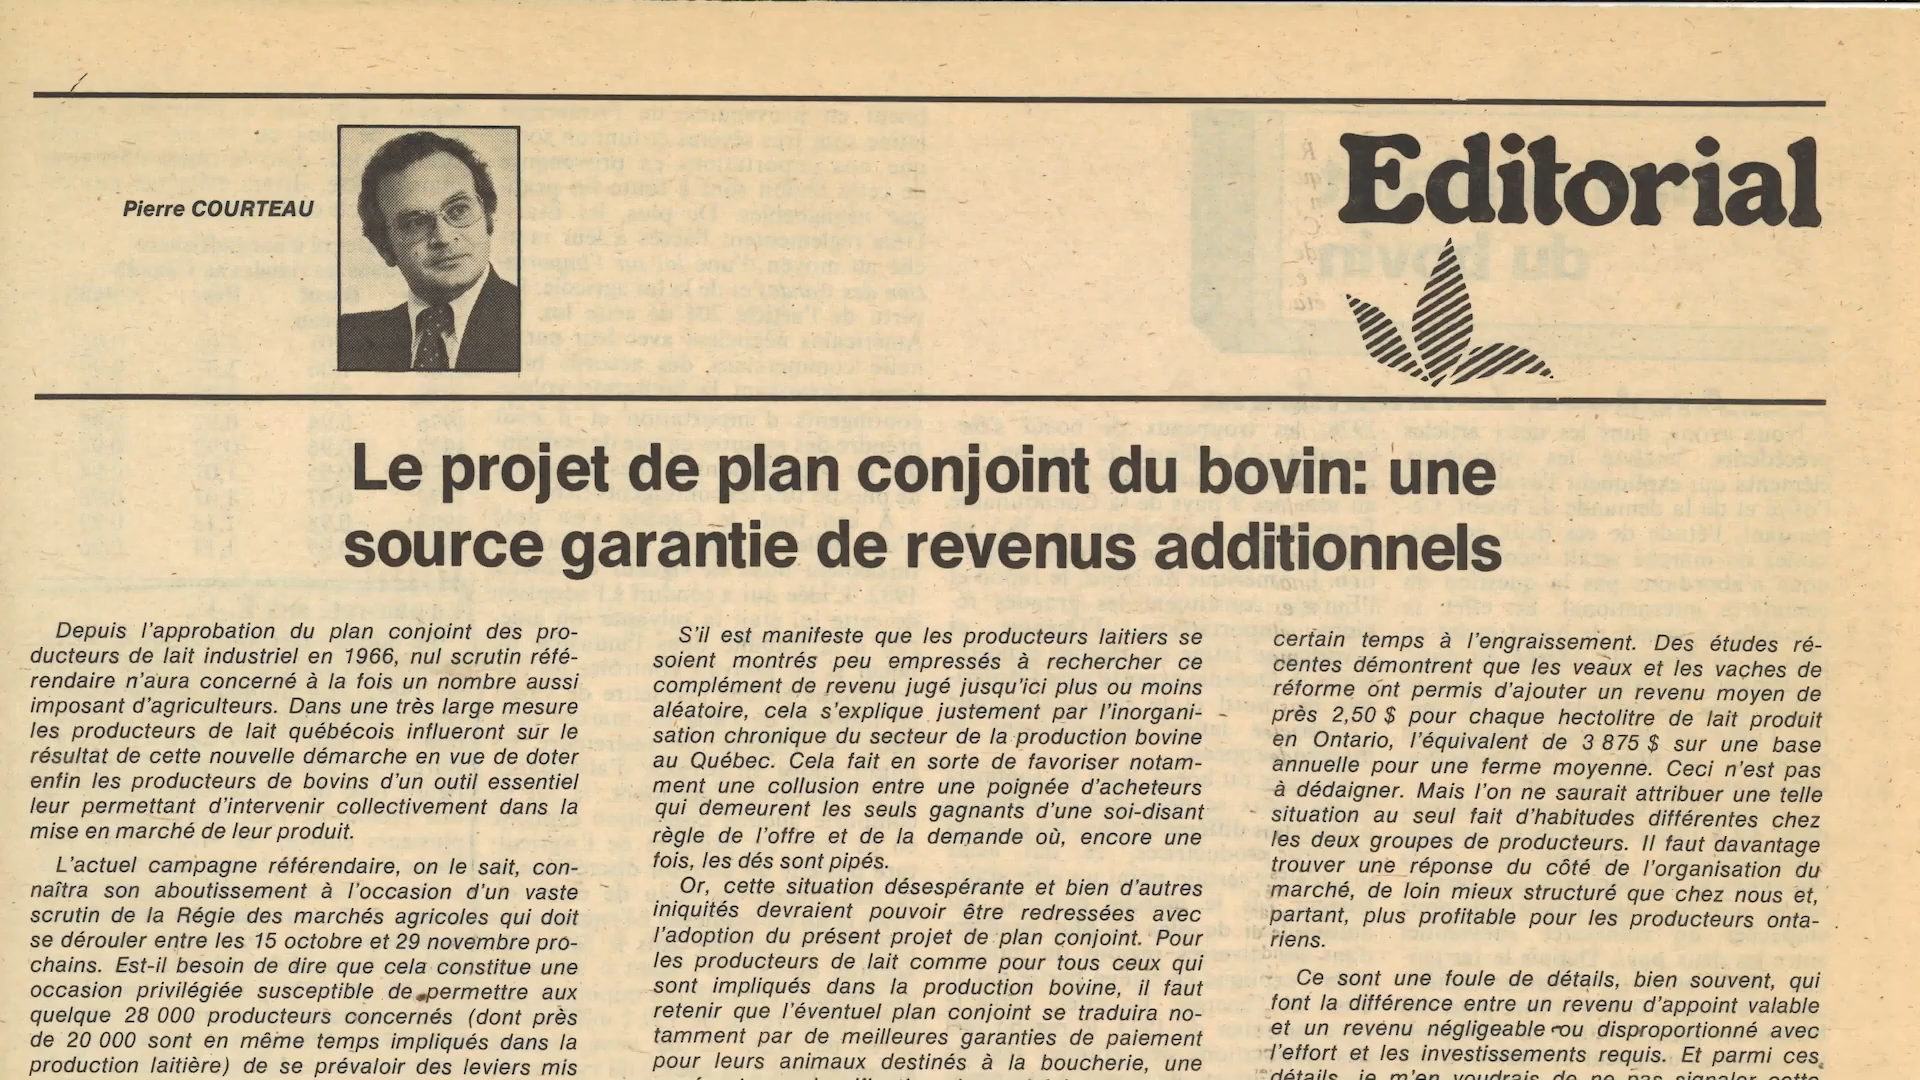 Pierre COURTEAU
Editorial
Le projet de plan conjoint du bovin: une
source garantie de revenus additionnels
Depuis l'approbation du plan conjoint des pro-
ducteurs de lait industriel en 1966, nul scrutin réfé-
rendaire n'aura concerné à la fois un nombre aussi
imposant d'agriculteurs. Dans une très large mesure
les producteurs de lait québécois influeront sur le
résultat de cette nouvelle démarche en vue de doter
enfin les producteurs de bovins d'un outil essentiel
leur permettant d'intervenir collectivement dans la
mise en marché de leur produit.
L'actuel campagne référendaire, on le sait, con-
naîtra son aboutissement à l'occasion d'un vaste
scrutin de la Régie des marchés agricoles qui doit
se dérouler entre les 15 octobre et 29 novembre pro-
chains. Est-il besoin de dire que cela constitue une
occasion privilégiée susceptible de permettre aux
quelque 28 000 producteurs concernés (dont près
de 20 000 sont en même temps impliqués dans la
production laitière) de se prévaloir des leviers mis
S'il est manifeste que les producteurs laitiers se
soient montrés peu empressés à rechercher ce
complément de revenu jugé jusqu'ici plus ou moins
aléatoire, cela s'explique justement par l'inorgani-
sation chronique du secteur de la production bovine
au Québec. Cela fait en sorte de favoriser notam-
ment une collusion entre une poignée d'acheteurs
qui demeurent les seuls gagnants d'une soi-disant
règle de l'offre et de la demande où, encore une
fois, les dés sont pipés.
Or, cette situation désespérante et bien d'autres
iniquités devraient pouvoir être redressées avec
l'adoption du présent projet de plan conjoint. Pour
les producteurs de lait comme pour tous ceux qui
sont impliqués dans la production bovine, il faut
retenir que l'éventuel plan conjoint se traduira no-
tamment par de meilleures garanties de paiement
pour leurs animaux destinés à la boucherie, une
certain temps à l'engraissement. Des études ré-
centes démontrent que les veaux et les vaches de
réforme ont permis d'ajouter un revenu moyen de
près 2,50 $ pour chaque hectolitre de lait produit
en Ontario, l'équivalent de 3 875 $ sur une base
annuelle pour une ferme moyenne. Ceci n'est pas
à dédaigner. Mais l'on ne saurait attribuer une telle
situation au seul fait d'habitudes différentes chez
les deux groupes de producteurs. Il faut davantage
trouver une réponse du côté de l'organisation du
marché, de loin mieux structuré que chez nous et,
partant, plus profitable pour les producteurs onta-
riens.
Ce sont une foule de détails, bien souvent, qui
font la différence entre un revenu d'appoint valable
et un revenu négligeable ou disproportionné avec
l'effort et les investissements requis. Et parmi ces
détails, je m'en voudrais de ne pas signaler cette